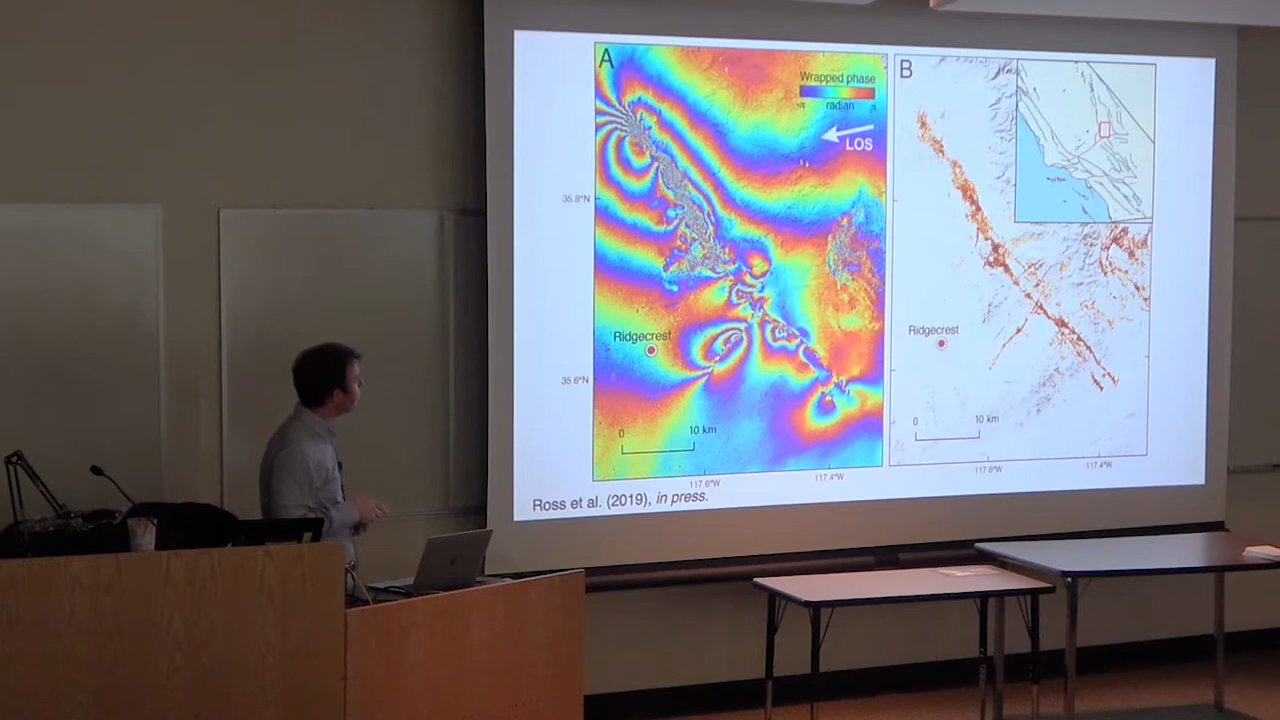 A
Wrapped phase
-π radian π
LOS
35.8°N
Ridgecrest
35.6°N
0 10 km
117.6°W 117.4°W
B
Ridgecrest
0 10 km
117.6°W 117.4°W
Ross et al. (2019), in press.